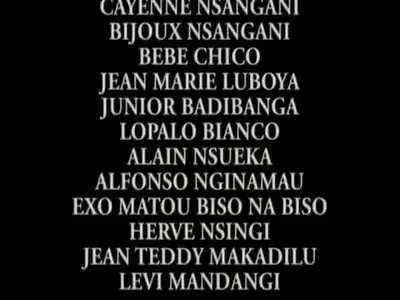 CAYENNE NSANGANI
BIJOUX NSANGANI
BEBE CHICO
JEAN MARIE LUBOYA
JUNIOR BADIBANGA
LOPALO BIANCO
ALAIN NSUEKA
ALFONSO NGINAMAU
EXO MATOU BISO NA BISO
HERVE NSINGI
JEAN TEDDY MAKADILU
LEVI MANDANGI